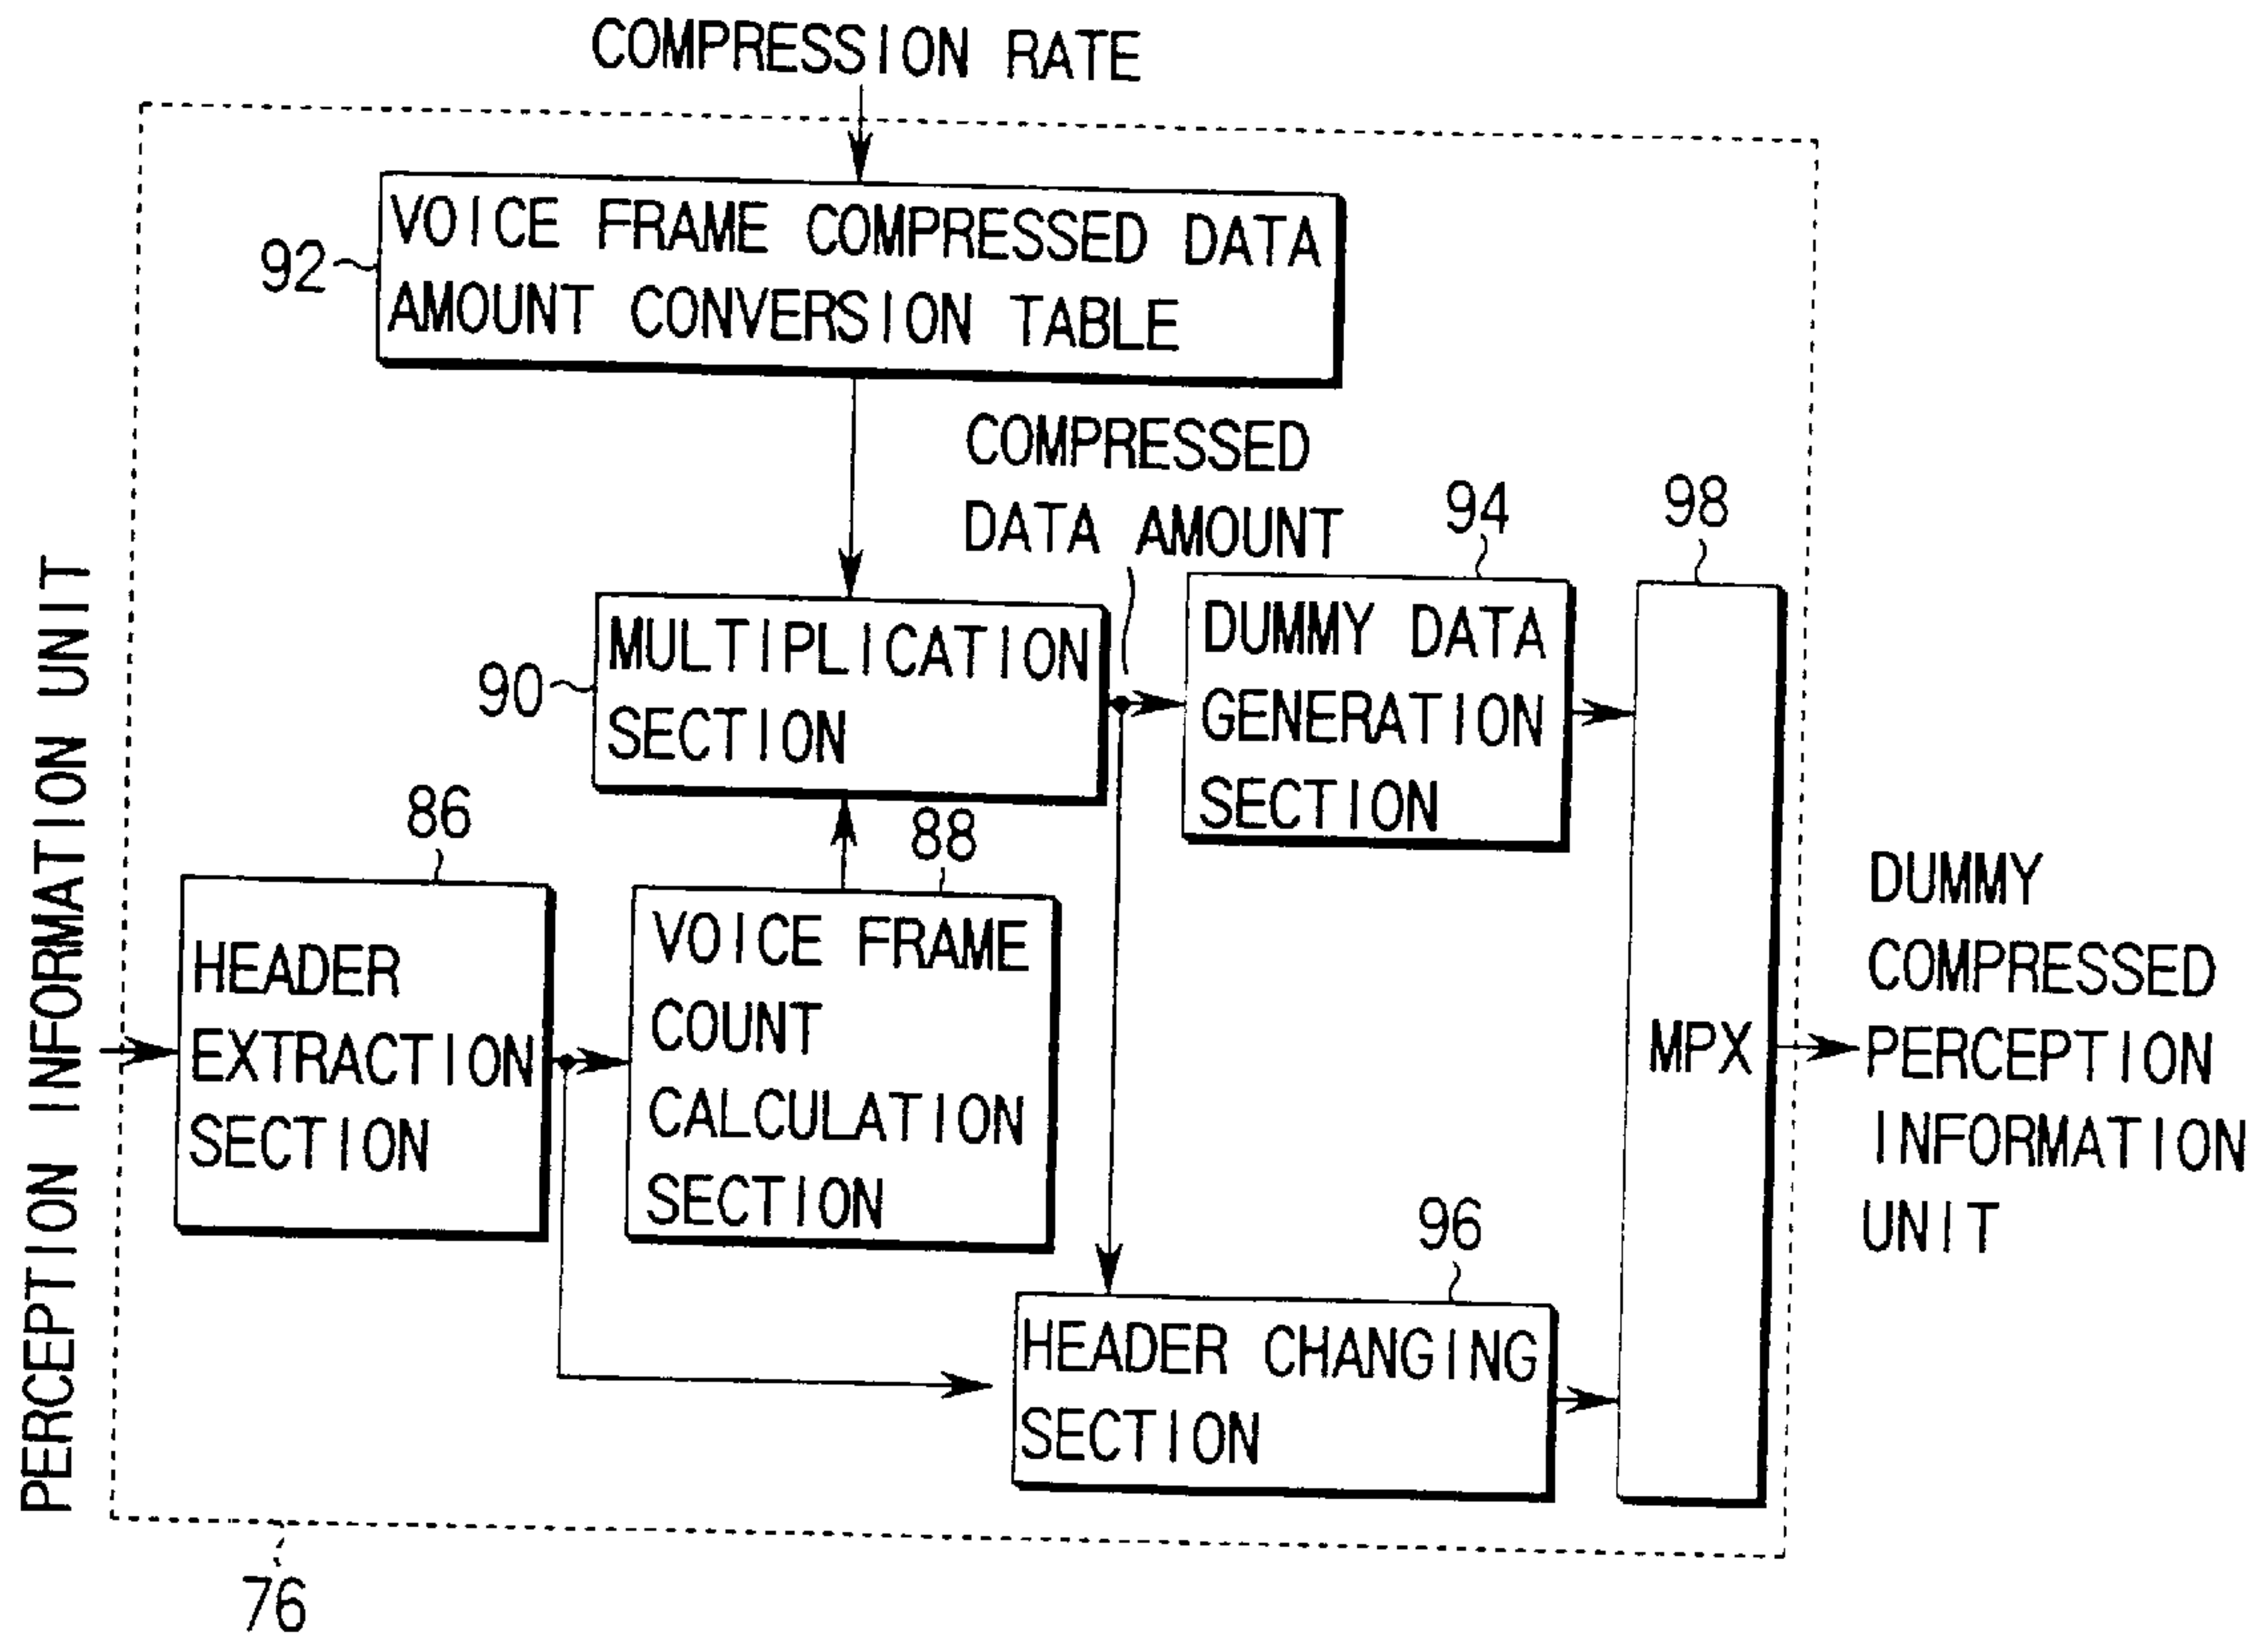 COMPRESSION RATE
VOICE FRAME COMPRESSED DATA
AMOUNT CONVERSION TABLE
92
COMPRESSED
DATA AMOUNT
94
98
MULTIPLICATION
SECTION
90
DUMMY DATA
GENERATION
SECTION
86
88
PERCEPTION INFORMATION UNIT
HEADER
EXTRACTION
SECTION
VOICE FRAME
COUNT
CALCULATION
SECTION
MPX
DUMMY
COMPRESSED
PERCEPTION
INFORMATION
UNIT
96
HEADER CHANGING
SECTION
76